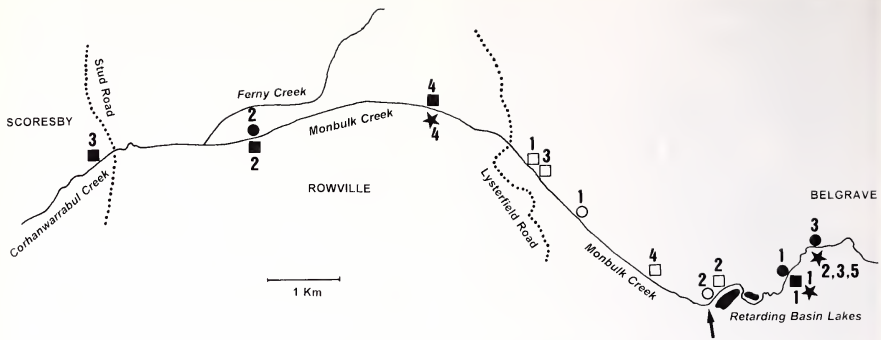 SCORESBY
Stud Road
3
Corhanwarrabul Creek
Ferny Creek
2
2
Monbulk Creek
4
4
ROWVILLE
1 Km
Lysterfield Road
1
3
1
4
Monbulk Creek
2
2
BELGRAVE
3
2,3,5
1
1
1
Retarding Basin Lakes